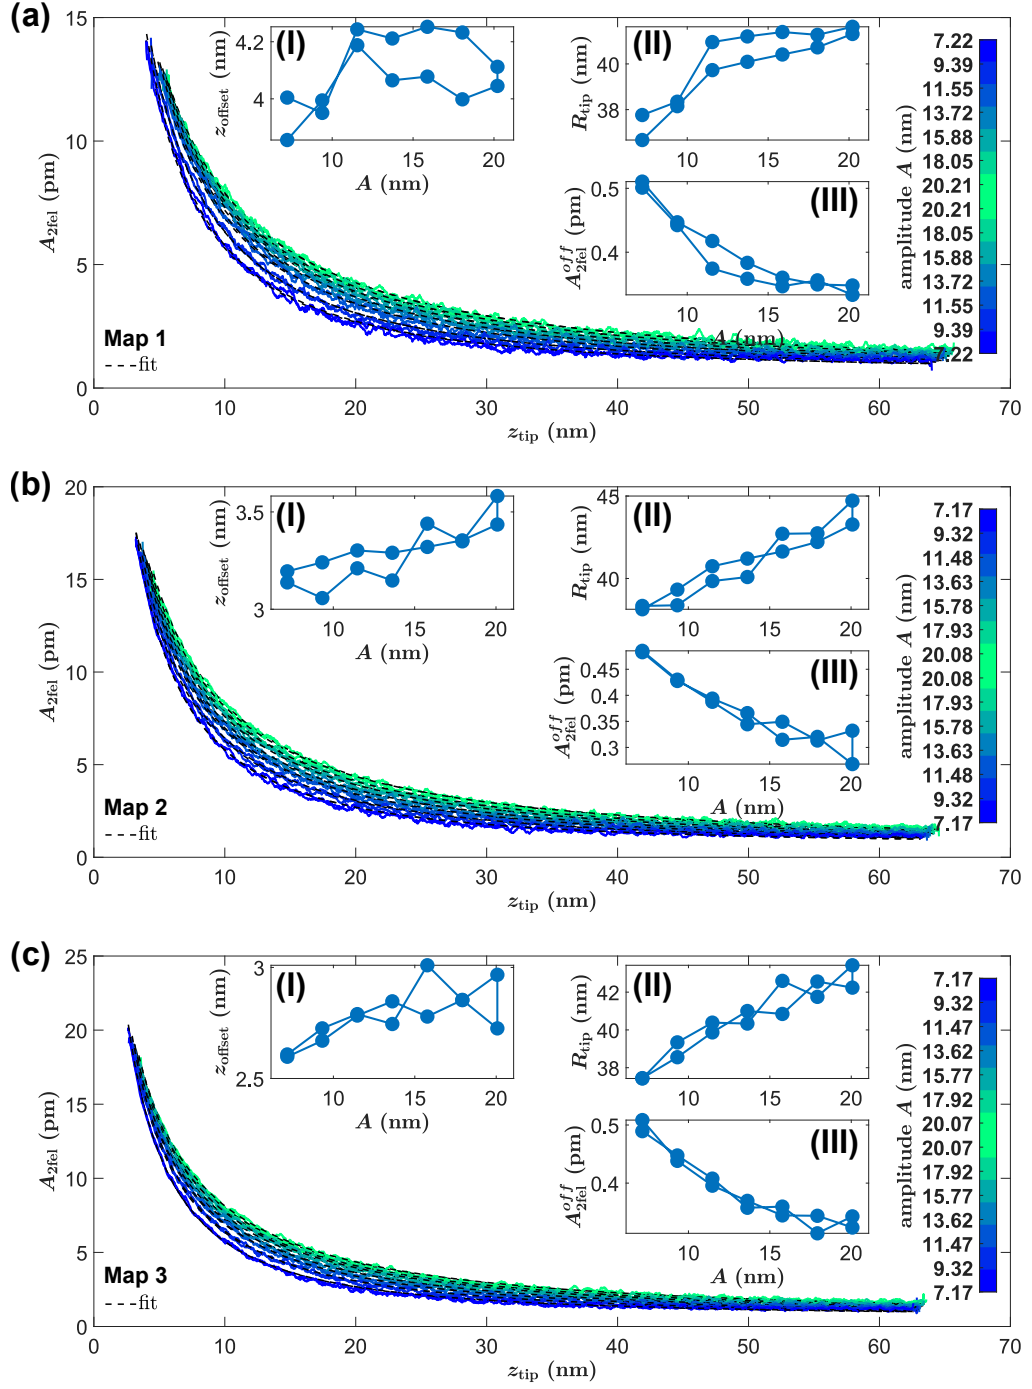 (a)
15
10
5
0
A2fel (pm)
0 10 20 30 40 50 60 70
ztip (nm)
Map 1
---fit
(I)
4.2
4
zoffset (nm)
10 15 20
A (nm)
(II)
40
38
Rtip (nm)
10 15 20
(III)
0.5
0.4
A2fel^off (pm)
10 15 20
A (nm)
amplitude A (nm)
7.22
9.39
11.55
13.72
15.88
18.05
20.21
18.05
15.88
13.72
11.55
9.39
7.22
(b)
20
15
10
5
0
A2fel (pm)
0 10 20 30 40 50 60 70
ztip (nm)
Map 2
---fit
(I)
3.5
3
zoffset (nm)
10 15 20
A (nm)
(II)
45
40
Rtip (nm)
10 15 20
(III)
0.45
0.4
0.35
0.3
A2fel^off (pm)
10 15 20
A (nm)
amplitude A (nm)
7.17
9.32
11.48
13.63
15.78
17.93
20.08
17.93
15.78
13.63
11.48
9.32
7.17
(c)
25
20
15
10
5
0
A2fel (pm)
0 10 20 30 40 50 60 70
ztip (nm)
Map 3
---fit
(I)
3
2.5
zoffset (nm)
10 15 20
A (nm)
(II)
42
40
38
Rtip (nm)
10 15 20
(III)
0.5
0.4
A2fel^off (pm)
10 15 20
A (nm)
amplitude A (nm)
7.17
9.32
11.47
13.62
15.77
17.92
20.07
20.07
17.92
15.77
13.62
11.47
9.32
7.17